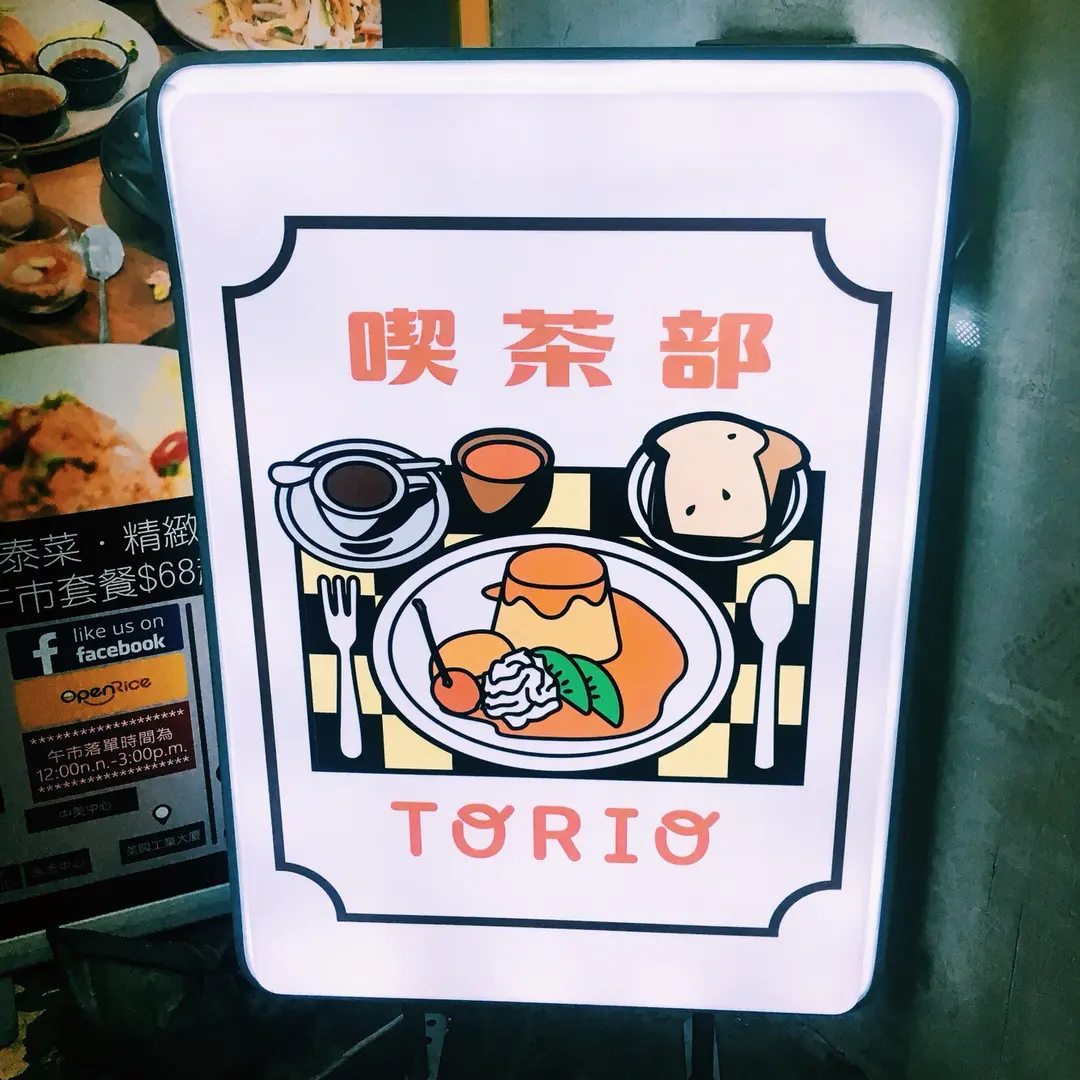 喫茶部
TORIO
泰菜・精緻
午市套餐$68
like us on
facebook
OpenRice
********************
午市落單時間為
12:00n.n.-3:00p.m.
********************
中美中心
美興工業大廈